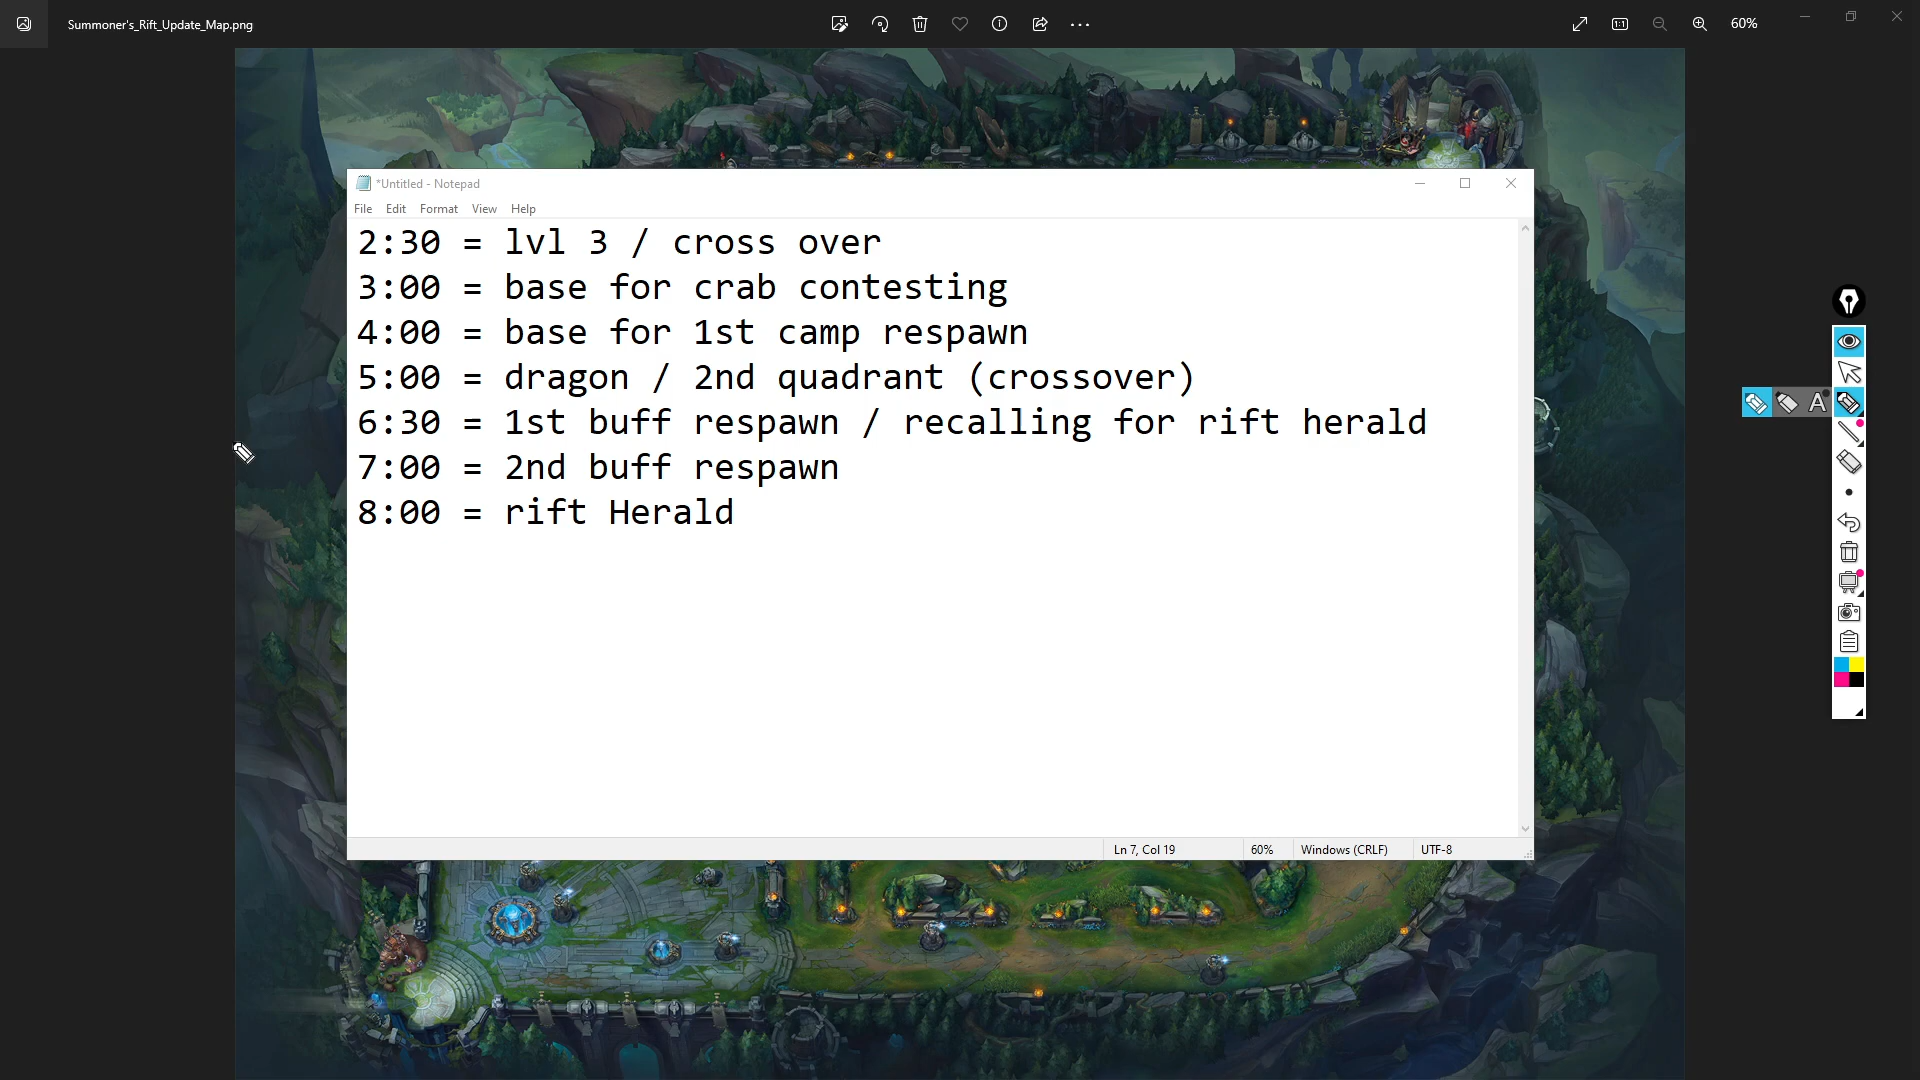 Summoner's_Rift_Update_Map.png
1:1
60%
*Untitled - Notepad
File Edit Format View Help
2:30 = lvl 3 / cross over
3:00 = base for crab contesting
4:00 = base for 1st camp respawn
5:00 = dragon / 2nd quadrant (crossover)
6:30 = 1st buff respawn / recalling for rift herald
7:00 = 2nd buff respawn
8:00 = rift Herald
A
Ln 7, Col 19
60%
Windows (CRLF)
UTF-8